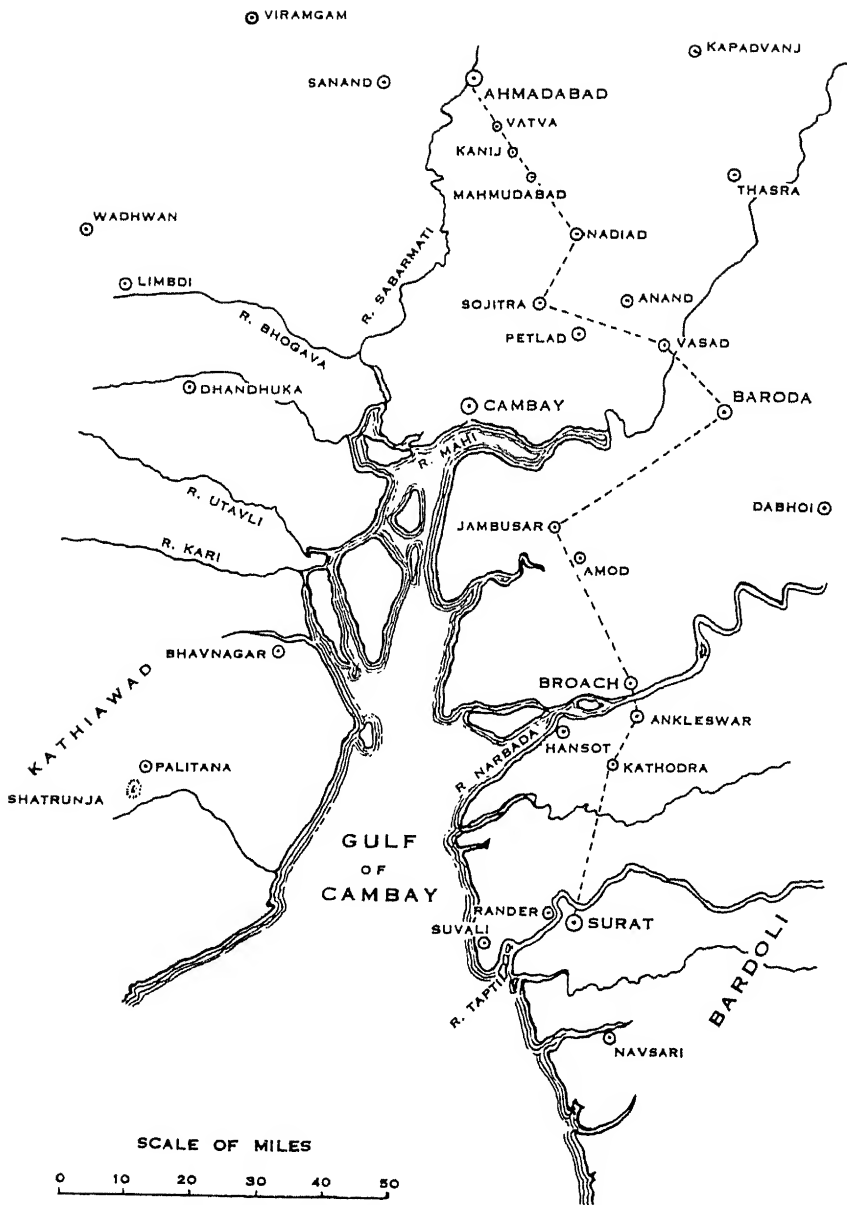 VIRAMGAM
KAPADVANJ
SANAND
AHMADABAD
VATVA
KANIJ
MAHMUDABAD
THASRA
WADHWAN
NADIAD
R. SABARMATI
LIMBDI
SOJITRA
ANAND
R. BHOGAVA
PETLAD
VASAD
DHANDHUKA
CAMBAY
BARODA
R. MAHI
R. UTAVLI
JAMBUSAR
DABHOI
R. KARI
AMOD
BHAVNAGAR
BROACH
KATHIAWAD
ANKLESWAR
R. NARBADA
HANSOT
PALITANA
KATHODRA
SHATRUNJA
GULF
OF
CAMBAY
RANDER
SURAT
SUVALI
BARDOLI
R. TAPTI
NAVSARI
SCALE OF MILES
0 10 20 30 40 50